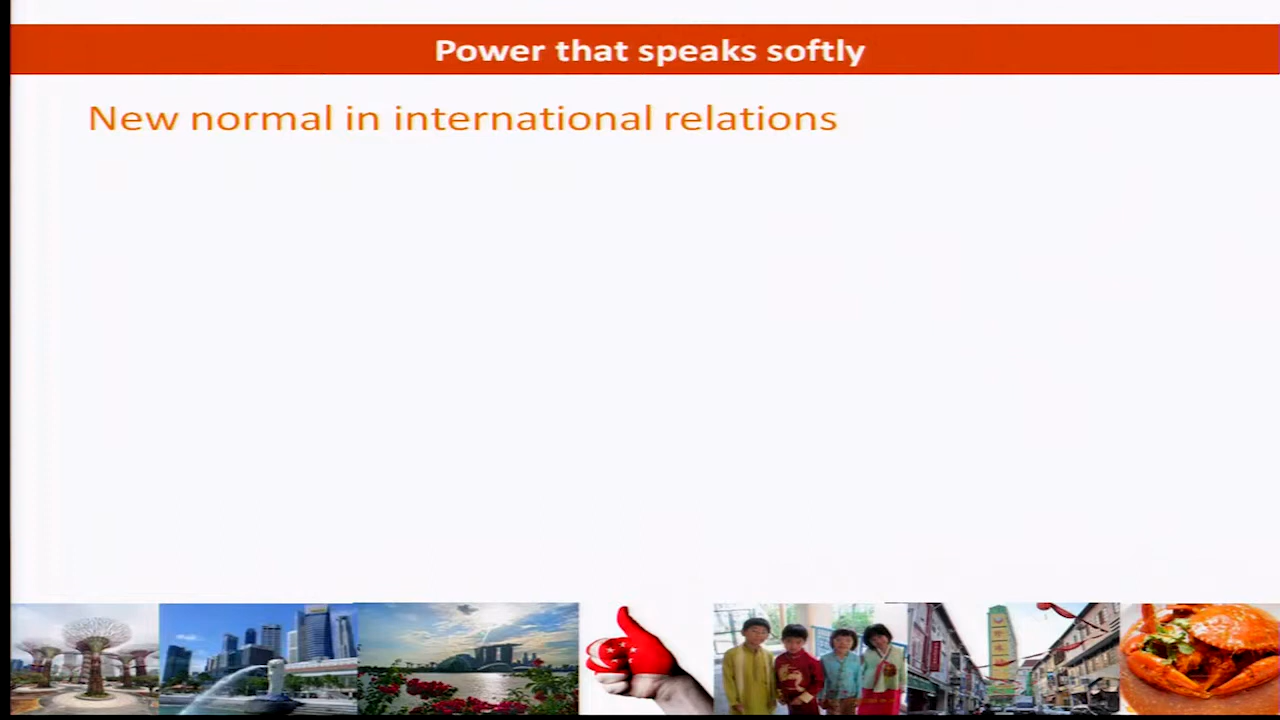 Power that speaks softly
New normal in international relations